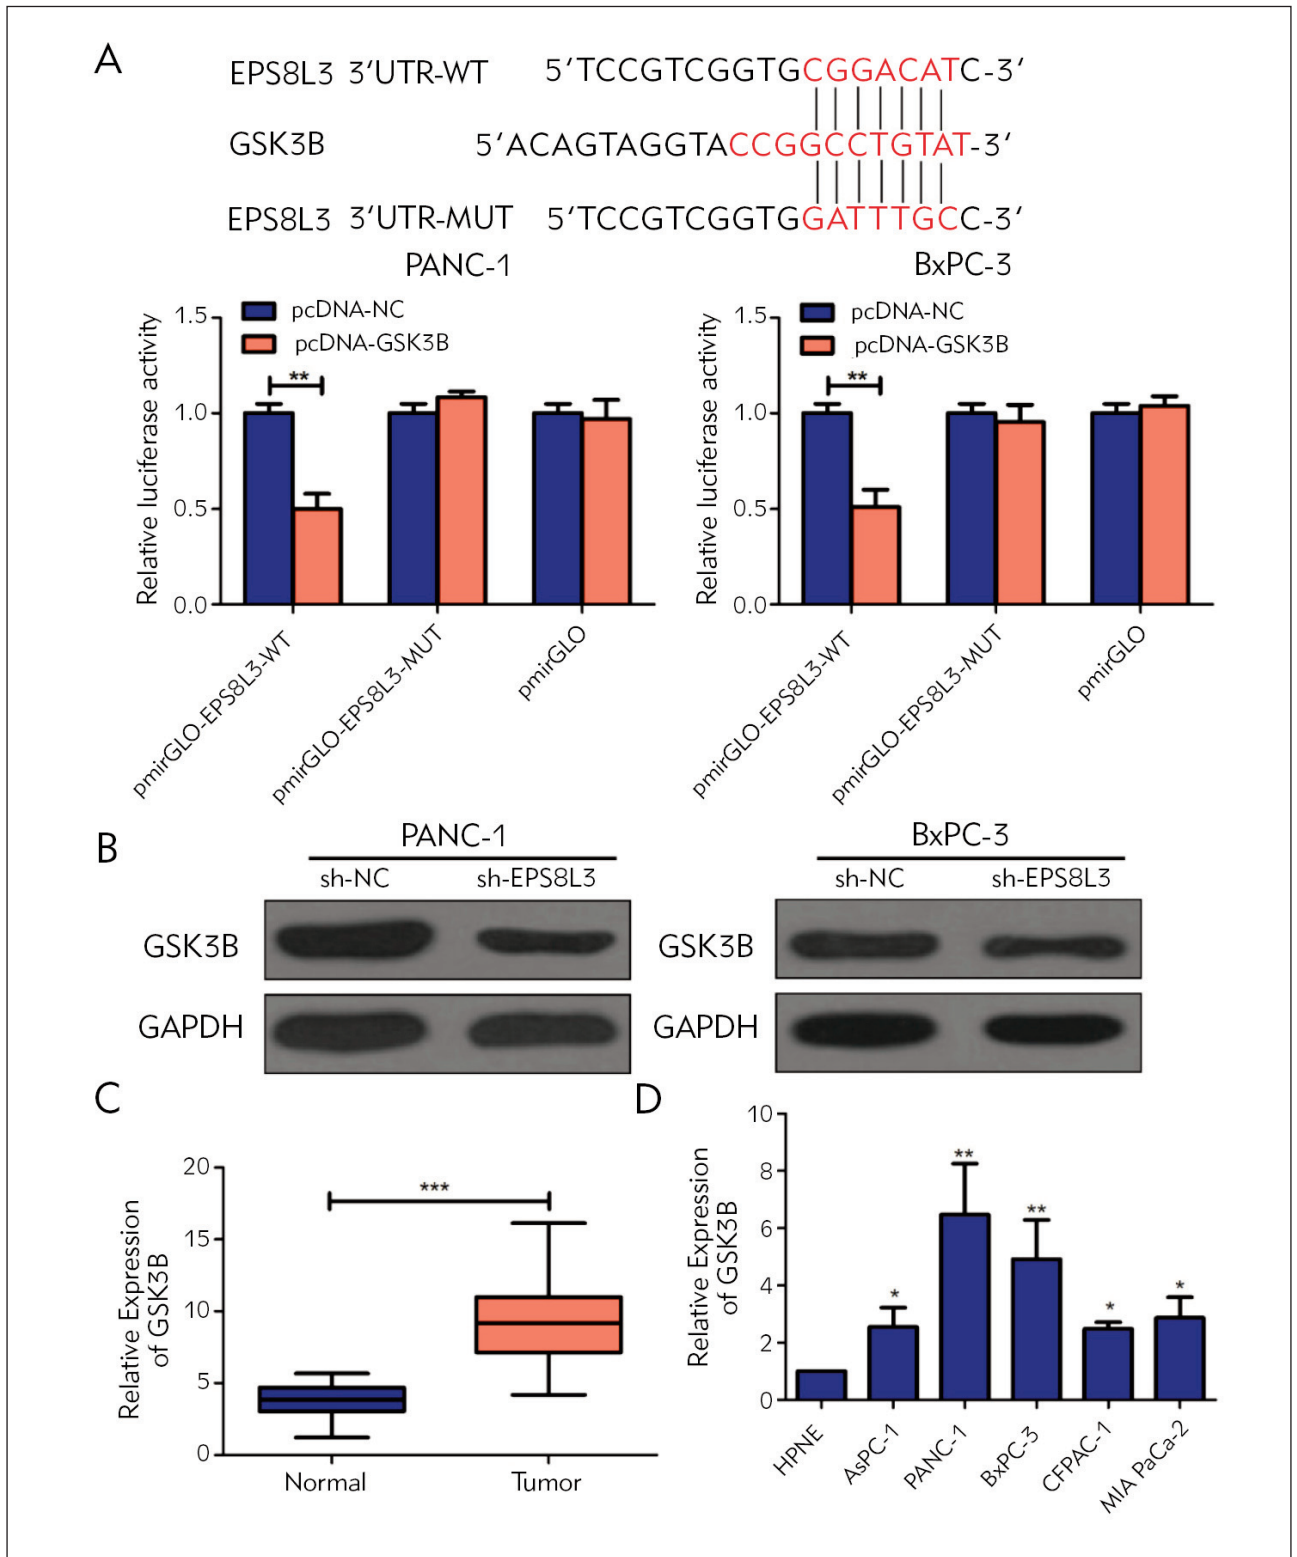 A
EPS8L3 3'UTR-WT 5'TCCGTCGGTGCGGACATC-3'
GSK3B 5'ACAGTAGGTACCGGCCTGTAT-3'
EPS8L3 3'UTR-MUT 5'TCCGTCGGTGGATTTGCC-3'
PANC-1
pcDNA-NC
pcDNA-GSK3B
Relative luciferase activity
1.5
1.0
0.5
0.0
**
pmirGLO-EPS8L3-WT
pmirGLO-EPS8L3-MUT
pmirGLO
BxPC-3
pcDNA-NC
pcDNA-GSK3B
Relative luciferase activity
1.5
1.0
0.5
0.0
**
pmirGLO-EPS8L3-WT
pmirGLO-EPS8L3-MUT
pmirGLO
B
PANC-1
sh-NC sh-EPS8L3
GSK3B
GAPDH
BxPC-3
sh-NC sh-EPS8L3
GSK3B
GAPDH
C
Relative Expression
of GSK3B
20
15
10
5
0
***
Normal
Tumor
D
Relative Expression
of GSK3B
10
8
6
4
2
0
*
**
**
*
*
HPNE
AsPC-1
PANC-1
BxPC-3
CFPAC-1
MIA PaCa-2